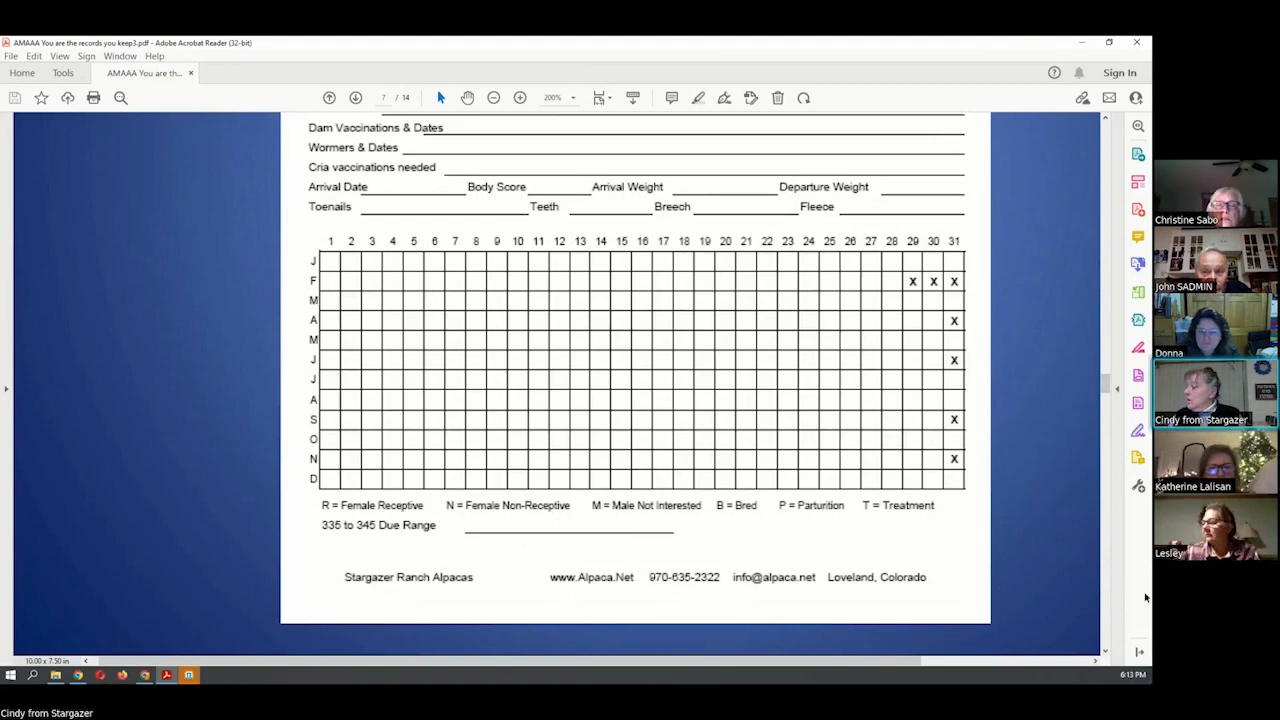 AMAAA You are the records you keep3.pdf - Adobe Acrobat Reader (32-bit)
File Edit View Sign Window Help
Home Tools AMAAA You are th... × Sign In
7 / 14 200%
Dam Vaccinations & Dates
Wormers & Dates
Cria vaccinations needed
Arrival Date Body Score Arrival Weight Departure Weight
Toenails Teeth Breech Fleece
1 2 3 4 5 6 7 8 9 10 11 12 13 14 15 16 17 18 19 20 21 22 23 24 25 26 27 28 29 30 31
J
F X X X
M
A X
M
J X
J
A
S X
O
N X
D
R = Female Receptive N = Female Non-Receptive M = Male Not Interested B = Bred P = Parturition T = Treatment
335 to 345 Due Range
Stargazer Ranch Alpacas www.Alpaca.Net 970-635-2322 info@alpaca.net Loveland, Colorado
10.00 x 7.50 in
6:13 PM
Christine Sabo
John SADMIN
Donna
Cindy from Stargazer
Katherine Lalisan
Lesley
Cindy from Stargazer